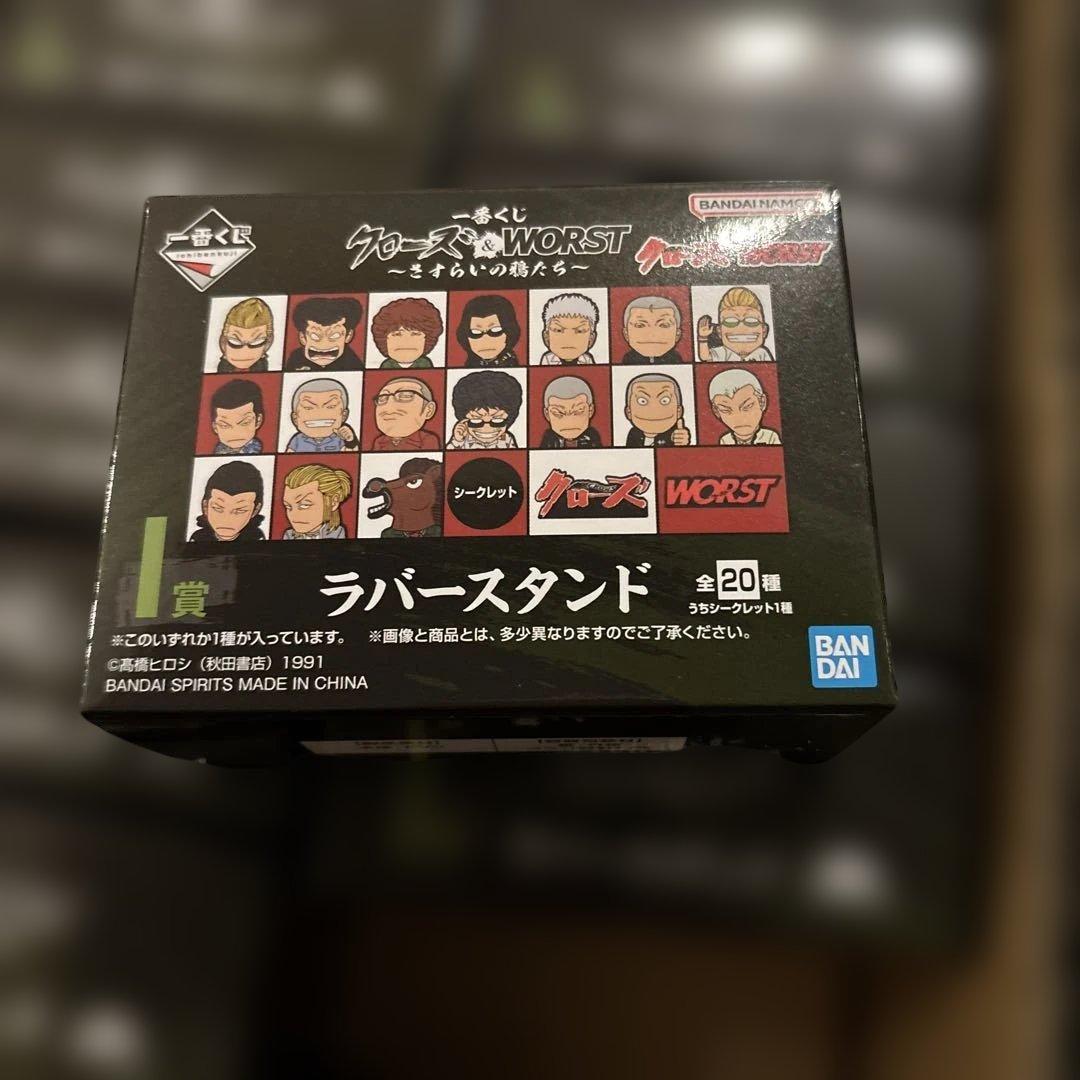 一番くじ
ichibankuji
一番くじ
クローズ&WORST
〜さすらいの鴉たち〜
BANDAI NAMCO
クローズ WORST
シークレット
クローズ
WORST
I賞
ラバースタンド
全20種
うちシークレット1種
※このいずれか1種が入っています。 ※画像と商品とは、多少異なりますのでご了承ください。
©髙橋ヒロシ（秋田書店）1991
BANDAI SPIRITS MADE IN CHINA
BAN
DAI